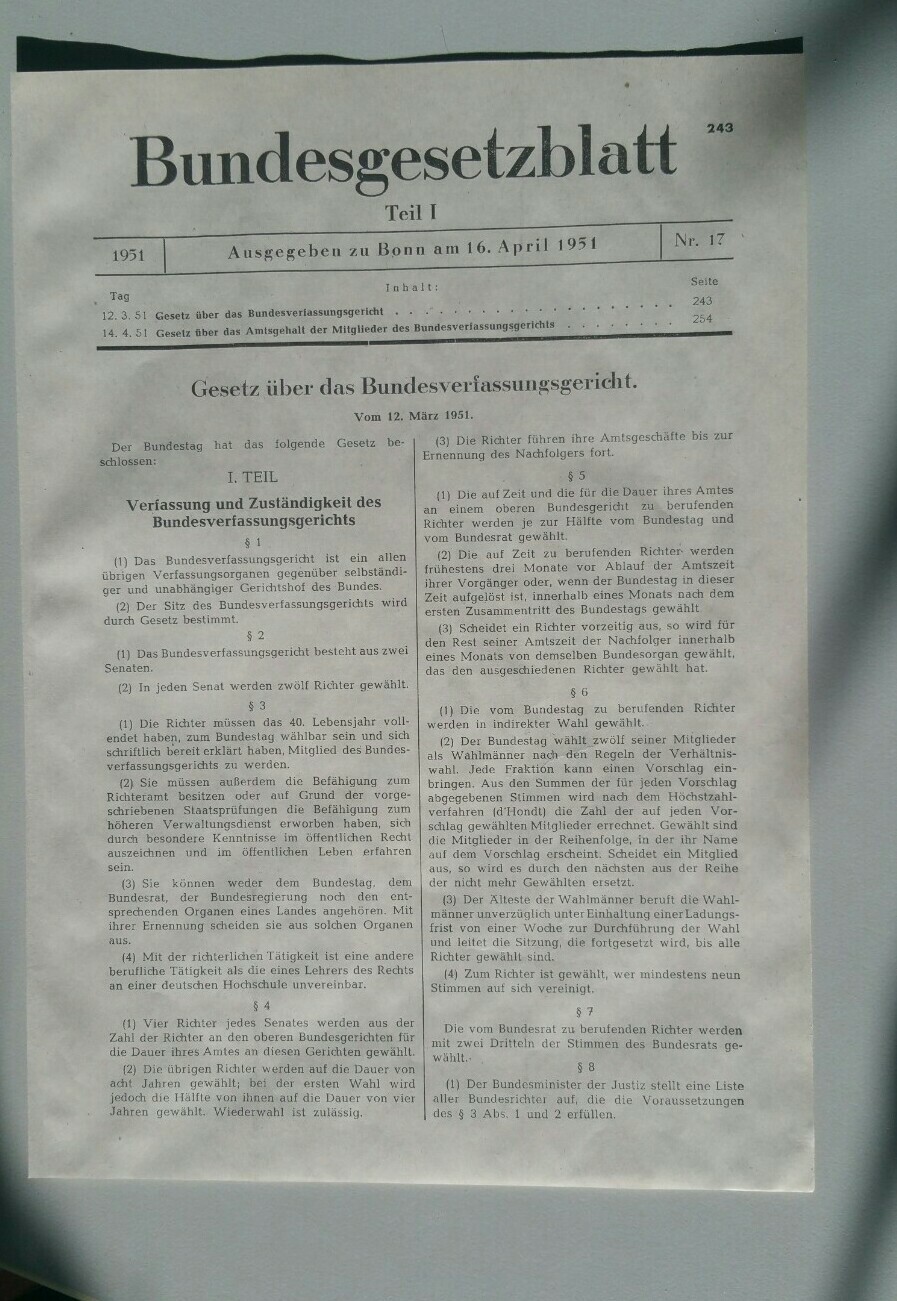 243
Bundesgesetzblatt
Teil I
1951 Ausgegeben zu Bonn am 16. April 1951 Nr. 17
Tag Inhalt: Seite
12. 3. 51 Gesetz über das Bundesverfassungsgericht . . . . . . . . . . . . . . . . . . . 243
14. 4. 51 Gesetz über das Amtsgehalt der Mitglieder des Bundesverfassungsgerichts . . . . . . . . 254
Gesetz über das Bundesverfassungsgericht.
Vom 12. März 1951.
Der Bundestag hat das folgende Gesetz be-
schlossen:
I. TEIL
Verfassung und Zuständigkeit des
Bundesverfassungsgerichts
§ 1
(1) Das Bundesverfassungsgericht ist ein allen
übrigen Verfassungsorganen gegenüber selbständi-
ger und unabhängiger Gerichtshof des Bundes.
(2) Der Sitz des Bundesverfassungsgerichts wird
durch Gesetz bestimmt.
§ 2
(1) Das Bundesverfassungsgericht besteht aus zwei
Senaten.
(2) In jeden Senat werden zwölf Richter gewählt.
§ 3
(1) Die Richter müssen das 40. Lebensjahr voll-
endet haben, zum Bundestag wählbar sein und sich
schriftlich bereit erklärt haben, Mitglied des Bundes-
verfassungsgerichts zu werden.
(2) Sie müssen außerdem die Befähigung zum
Richteramt besitzen oder auf Grund der vorge-
schriebenen Staatsprüfungen die Befähigung zum
höheren Verwaltungsdienst erworben haben, sich
durch besondere Kenntnisse im öffentlichen Recht
auszeichnen und im öffentlichen Leben erfahren
sein.
(3) Sie können weder dem Bundestag, dem
Bundesrat, der Bundesregierung noch den ent-
sprechenden Organen eines Landes angehören. Mit
ihrer Ernennung scheiden sie aus solchen Organen
aus.
(4) Mit der richterlichen Tätigkeit ist eine andere
berufliche Tätigkeit als die eines Lehrers des Rechts
an einer deutschen Hochschule unvereinbar.
§ 4
(1) Vier Richter jedes Senates werden aus der
Zahl der Richter an den oberen Bundesgerichten für
die Dauer ihres Amtes an diesen Gerichten gewählt.
(2) Die übrigen Richter werden auf die Dauer von
acht Jahren gewählt; bei der ersten Wahl wird
jedoch die Hälfte von ihnen auf die Dauer von vier
Jahren gewählt. Wiederwahl ist zulässig.
(3) Die Richter führen ihre Amtsgeschäfte bis zur
Ernennung des Nachfolgers fort.
§ 5
(1) Die auf Zeit und die für die Dauer ihres Amtes
an einem oberen Bundesgericht zu berufenden
Richter werden je zur Hälfte vom Bundestag und
vom Bundesrat gewählt.
(2) Die auf Zeit zu berufenden Richter werden
frühestens drei Monate vor Ablauf der Amtszeit
ihrer Vorgänger oder, wenn der Bundestag in dieser
Zeit aufgelöst ist, innerhalb eines Monats nach dem
ersten Zusammentritt des Bundestags gewählt.
(3) Scheidet ein Richter vorzeitig aus, so wird für
den Rest seiner Amtszeit der Nachfolger innerhalb
eines Monats von demselben Bundesorgan gewählt,
das den ausgeschiedenen Richter gewählt hat.
§ 6
(1) Die vom Bundestag zu berufenden Richter
werden in indirekter Wahl gewählt.
(2) Der Bundestag wählt zwölf seiner Mitglieder
als Wahlmänner nach den Regeln der Verhältnis-
wahl. Jede Fraktion kann einen Vorschlag ein-
bringen. Aus den Summen der für jeden Vorschlag
abgegebenen Stimmen wird nach dem Höchstzahl-
verfahren (d'Hondt) die Zahl der auf jeden Vor-
schlag gewählten Mitglieder errechnet. Gewählt sind
die Mitglieder in der Reihenfolge, in der ihr Name
auf dem Vorschlag erscheint. Scheidet ein Mitglied
aus, so wird es durch den nächsten aus der Reihe
der nicht mehr Gewählten ersetzt.
(3) Der Älteste der Wahlmänner beruft die Wahl-
männer unverzüglich unter Einhaltung einer Ladungs-
frist von einer Woche zur Durchführung der Wahl
und leitet die Sitzung, die fortgesetzt wird, bis alle
Richter gewählt sind.
(4) Zum Richter ist gewählt, wer mindestens neun
Stimmen auf sich vereinigt.
§ 7
Die vom Bundesrat zu berufenden Richter werden
mit zwei Dritteln der Stimmen des Bundesrats ge-
wählt.
§ 8
(1) Der Bundesminister der Justiz stellt eine Liste
aller Bundesrichter auf, die die Voraussetzungen
des § 3 Abs. 1 und 2 erfüllen.